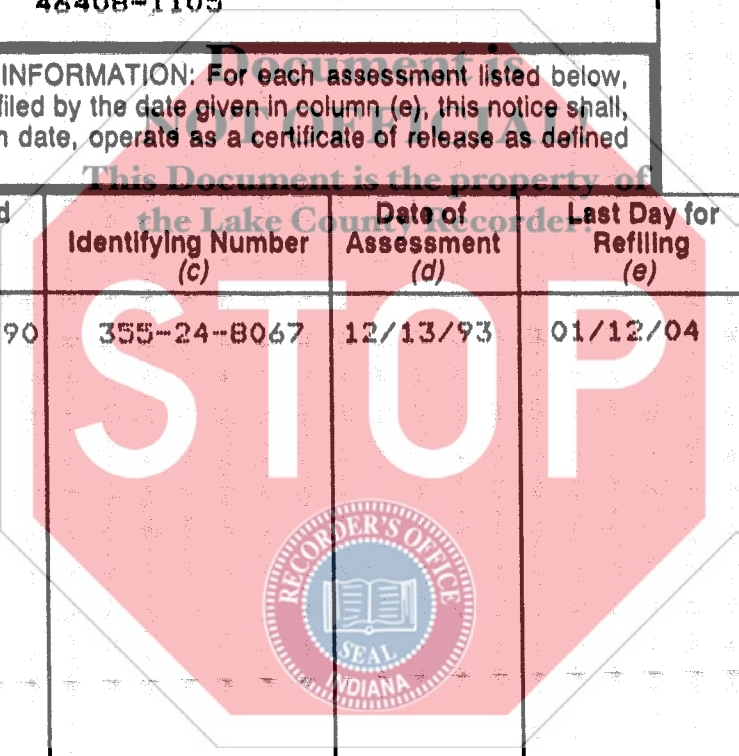 46408-1105
Document is
INFORMATION: For each assessment listed below,
filed by the date given in column (e), this notice shall,
NOT OFFICIAL
n date, operate as a certificate of release as defined
This Document is the property of
the Lake County Recorder!
d
Identifying Number
(c)
Date of
Assessment
(d)
Last Day for
Refiling
(e)
90 355-24-8067 12/13/93 01/12/04
STOP
RECORDER'S OFFICE
SEAL
INDIANA